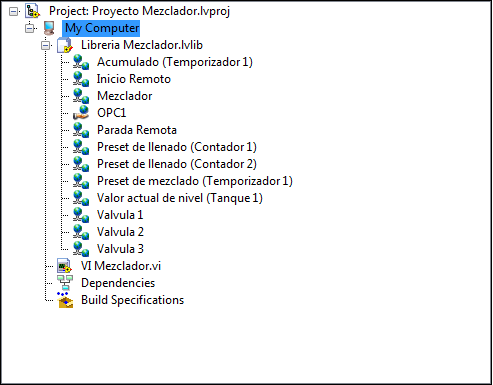 Project: Proyecto Mezclador.lvproj
My Computer
Libreria Mezclador.lvlib
Acumulado (Temporizador 1)
Inicio Remoto
Mezclador
OPC1
Parada Remota
Preset de llenado (Contador 1)
Preset de llenado (Contador 2)
Preset de mezclado (Temporizador 1)
Valor actual de nivel (Tanque 1)
Valvula 1
Valvula 2
Valvula 3
VI Mezclador.vi
Dependencies
Build Specifications